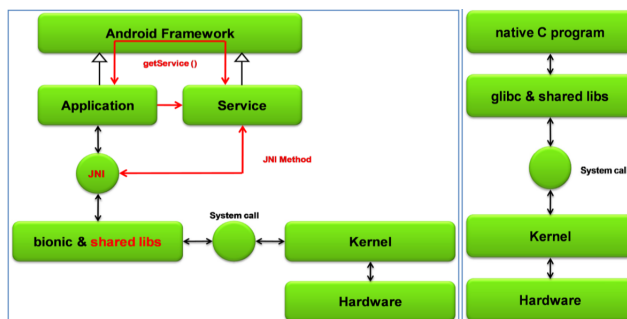 Android Framework
getService ()
Application
Service
JNI
JNI Method
System call
bionic & shared libs
Kernel
Hardware
native C program
glibc & shared libs
System call
Kernel
Hardware